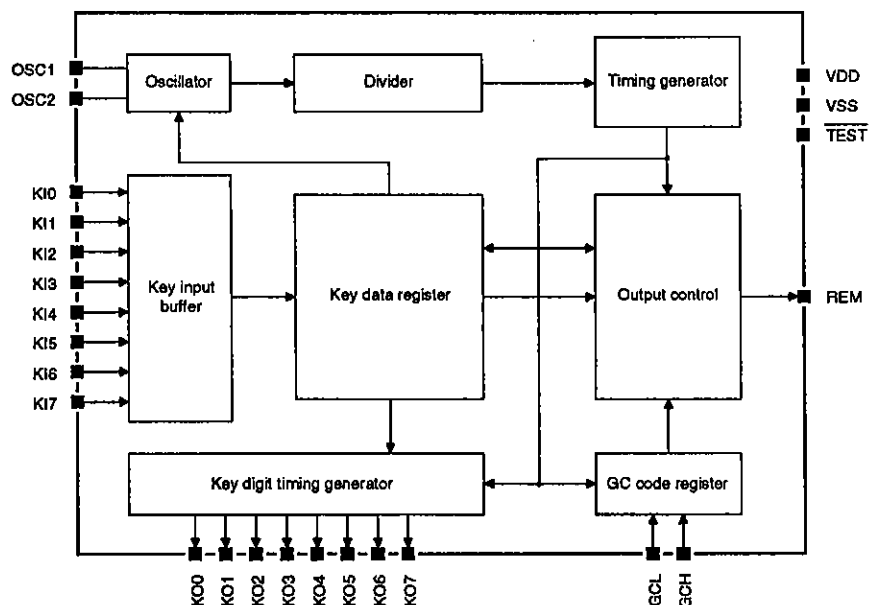 OSC1
OSC2
Oscillator
Divider
Timing generator
VDD
VSS
TEST
KI0
KI1
KI2
KI3
KI4
KI5
KI6
KI7
Key input
buffer
Key data register
Output control
REM
Key digit timing generator
GC code register
KO0
KO1
KO2
KO3
KO4
KO5
KO6
KO7
GCL
GCH